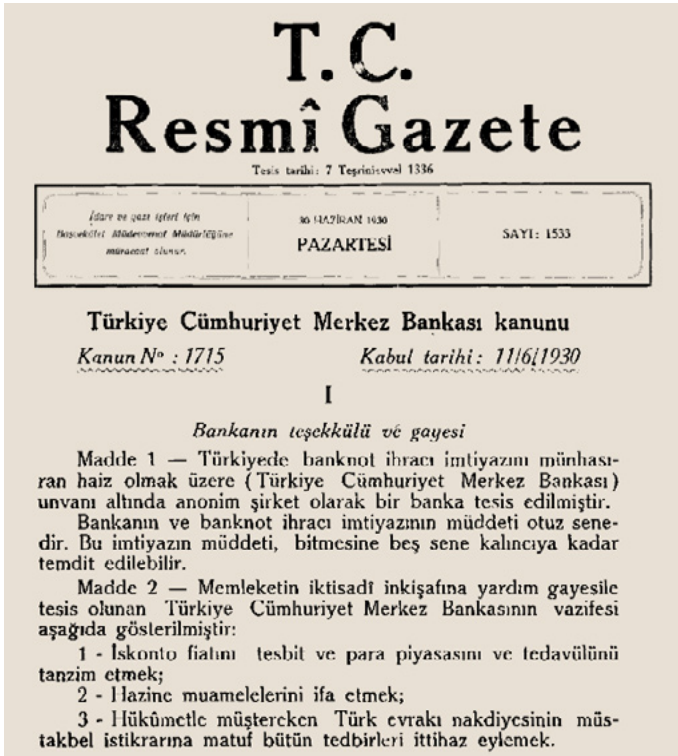 T. C.
Resmî Gazete
Tesis tarihi: 7 Teşrinievvel 1336
İdare ve yazı işleri için
Başvekâlet Müdevvenat Müdürlüğüne
müracaat olunur.
30 HAZİRAN 1930
PAZARTESİ
SAYI: 1533
Türkiye Cümhuriyet Merkez Bankası kanunu
Kanun Nº : 1715 Kabul tarihi: 11/6/1930
I
Bankanın teşekkülü vé gayesi
Madde 1 — Türkiyede banknot ihracı imtiyazını münhası-
ran haiz olmak üzere (Türkiye Cümhuriyet Merkez Bankası)
unvanı altında anonim şirket olarak bir banka tesis edilmiştir.
Bankanın ve banknot ihracı imtiyazının müddeti otuz sene-
dir. Bu imtiyazın müddeti, bitmesine beş sene kalıncıya kadar
temdit edilebilir.
Madde 2 — Memleketin iktisadî inkişafına yardım gayesile
tesis olunan Türkiye Cümhuriyet Merkez Bankasının vazifesi
aşağıda gösterilmiştir:
1 - İskonto fiatını tesbit ve para piyasasını ve tedavülünü
tanzim etmek;
2 - Hazine muamelelerini ifa etmek;
3 - Hükûmetle müştereken Türk evrakı nakdiyesinin müs-
takbel istikrarına matuf bütün tedbirleri ittihaz eylemek.